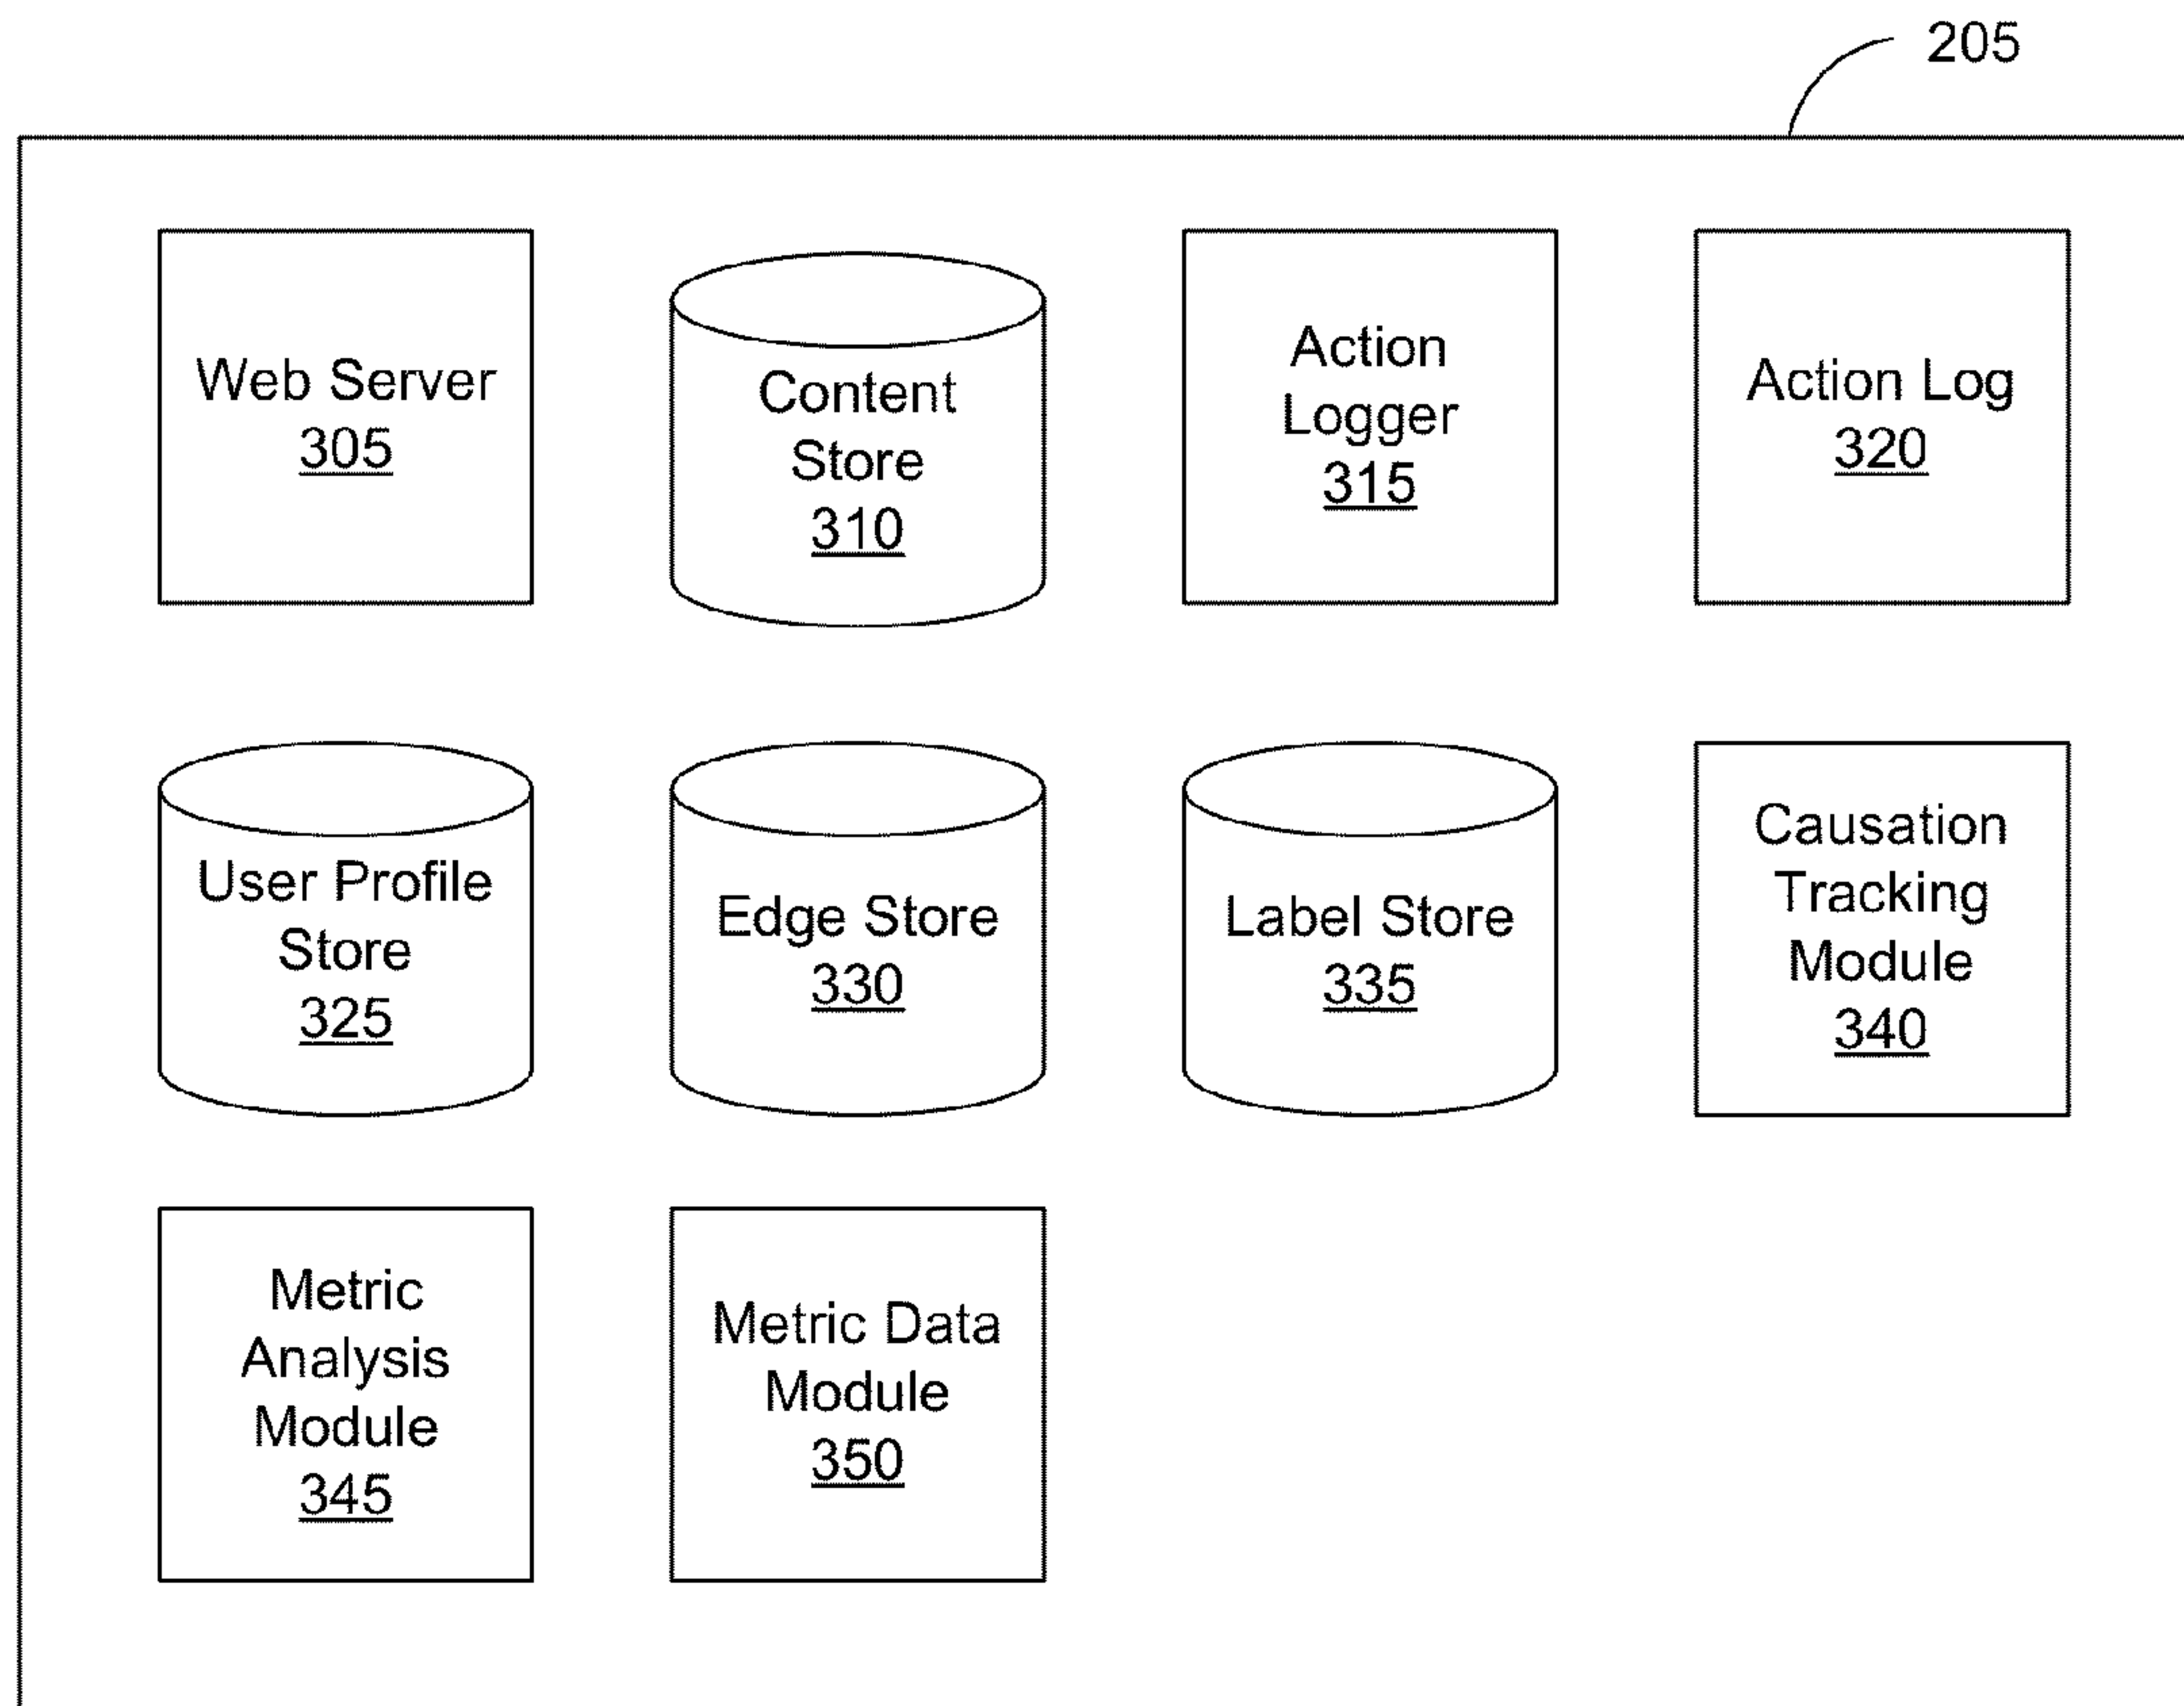 205
Web Server
305
Content
Store
310
Action
Logger
315
Action Log
320
User Profile
Store
325
Edge Store
330
Label Store
335
Causation
Tracking
Module
340
Metric
Analysis
Module
345
Metric Data
Module
350